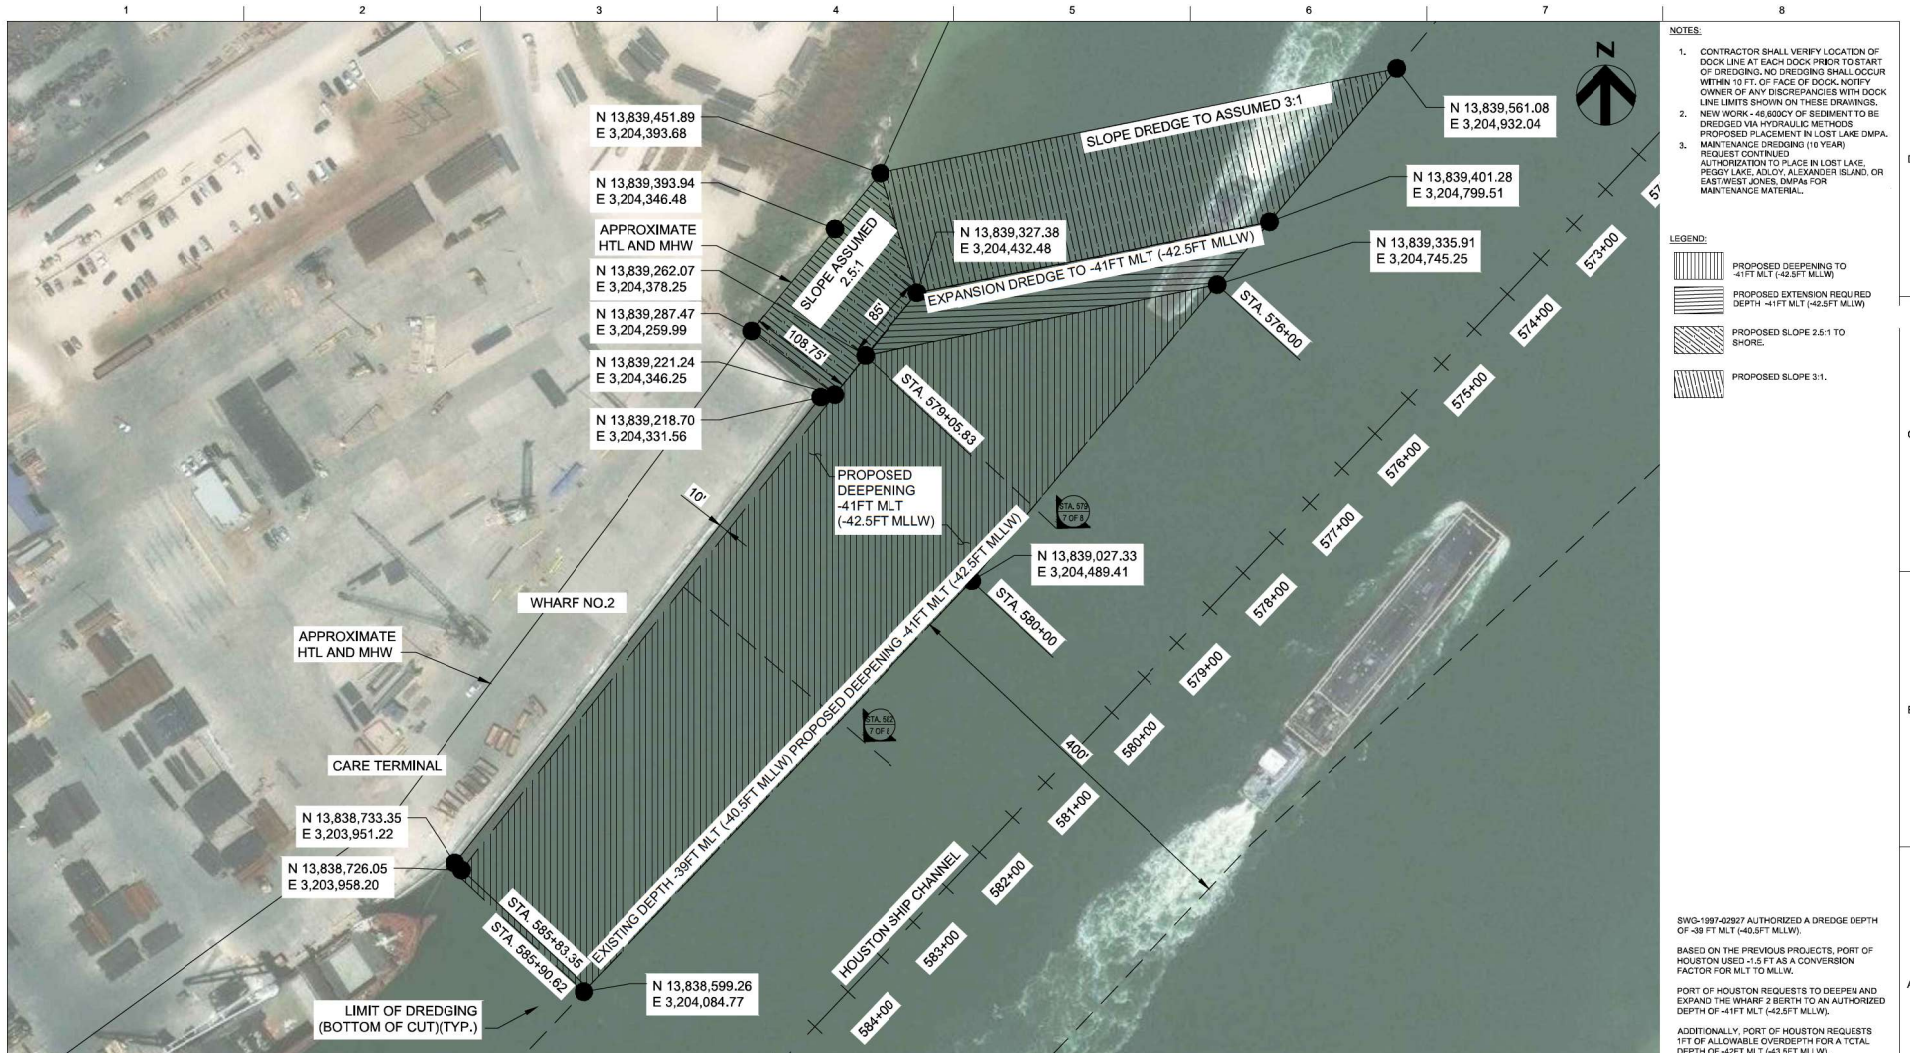 1 2 3 4 5 6 7 8
NOTES:
1. CONTRACTOR SHALL VERIFY LOCATION OF
DOCK LINE AT EACH DOCK PRIOR TO START
OF DREDGING. NO DREDGING SHALL OCCUR
WITHIN 10 FT. OF FACE OF DOCK. NOTIFY
OWNER OF ANY DISCREPANCIES WITH DOCK
LINE LIMITS SHOWN ON THESE DRAWINGS.
2. NEW WORK - 46,600CY OF SEDIMENT TO BE
DREDGED VIA HYDRAULIC METHODS
PROPOSED PLACEMENT IN LOST LAKE DMPA.
3. MAINTENANCE DREDGING (10 YEAR)
REQUEST CONTINUED
AUTHORIZATION TO PLACE IN LOST LAKE,
PEGGY LAKE, ADLOY, ALEXANDER ISLAND, OR
EAST/WEST JONES, DMPAs FOR
MAINTENANCE MATERIAL.
LEGEND:
PROPOSED DEEPENING TO
-41FT MLT (-42.5FT MLLW)
PROPOSED EXTENSION REQUIRED
DEPTH -41FT MLT (-42.5FT MLLW)
PROPOSED SLOPE 2.5:1 TO
SHORE.
PROPOSED SLOPE 3:1.
N
N 13,839,451.89
E 3,204,393.68
N 13,839,393.94
E 3,204,346.48
APPROXIMATE
HTL AND MHW
N 13,839,262.07
E 3,204,378.25
N 13,839,287.47
E 3,204,259.99
N 13,839,221.24
E 3,204,346.25
N 13,839,218.70
E 3,204,331.56
SLOPE DREDGE TO ASSUMED 3:1
N 13,839,561.08
E 3,204,932.04
N 13,839,401.28
E 3,204,799.51
N 13,839,335.91
E 3,204,745.25
N 13,839,327.38
E 3,204,432.48
EXPANSION DREDGE TO -41FT MLT (-42.5FT MLLW)
SLOPE ASSUMED
2.5:1
85'
108.75'
STA. 576+00
STA. 579+05.83
573+00
574+00
575+00
576+00
577+00
578+00
579+00
580+00
581+00
582+00
583+00
584+00
PROPOSED
DEEPENING
-41FT MLT
(-42.5FT MLLW)
10'
STA. 579
7 OF 8
N 13,839,027.33
E 3,204,489.41
STA. 580+00
WHARF NO.2
APPROXIMATE
HTL AND MHW
7 OF
400'
CARE TERMINAL
EXISTING DEPTH -39FT MLT (-40.5FT MLLW) PROPOSED DEEPENING -41FT MLT (-42.5FT MLLW)
N 13,838,733.35
E 3,203,951.22
N 13,838,726.05
E 3,203,958.20
STA. 585+83.35
STA. 585+90.62
HOUSTON SHIP CHANNEL
N 13,838,599.26
E 3,204,084.77
LIMIT OF DREDGING
(BOTTOM OF CUT)(TYP.)
SWG-1997-02927 AUTHORIZED A DREDGE DEPTH
OF -39 FT MLT (-40.5FT MLLW).
BASED ON THE PREVIOUS PROJECTS, PORT OF
HOUSTON USED -1.5 FT AS A CONVERSION
FACTOR FOR MLT TO MLLW.
PORT OF HOUSTON REQUESTS TO DEEPEN AND
EXPAND THE WHARF 2 BERTH TO AN AUTHORIZED
DEPTH OF -41FT MLT (-42.5FT MLLW).
ADDITIONALLY, PORT OF HOUSTON REQUESTS
1FT OF ALLOWABLE OVERDEPTH FOR A TOTAL
DEPTH OF -42FT MLT (-43.5FT MLLW)